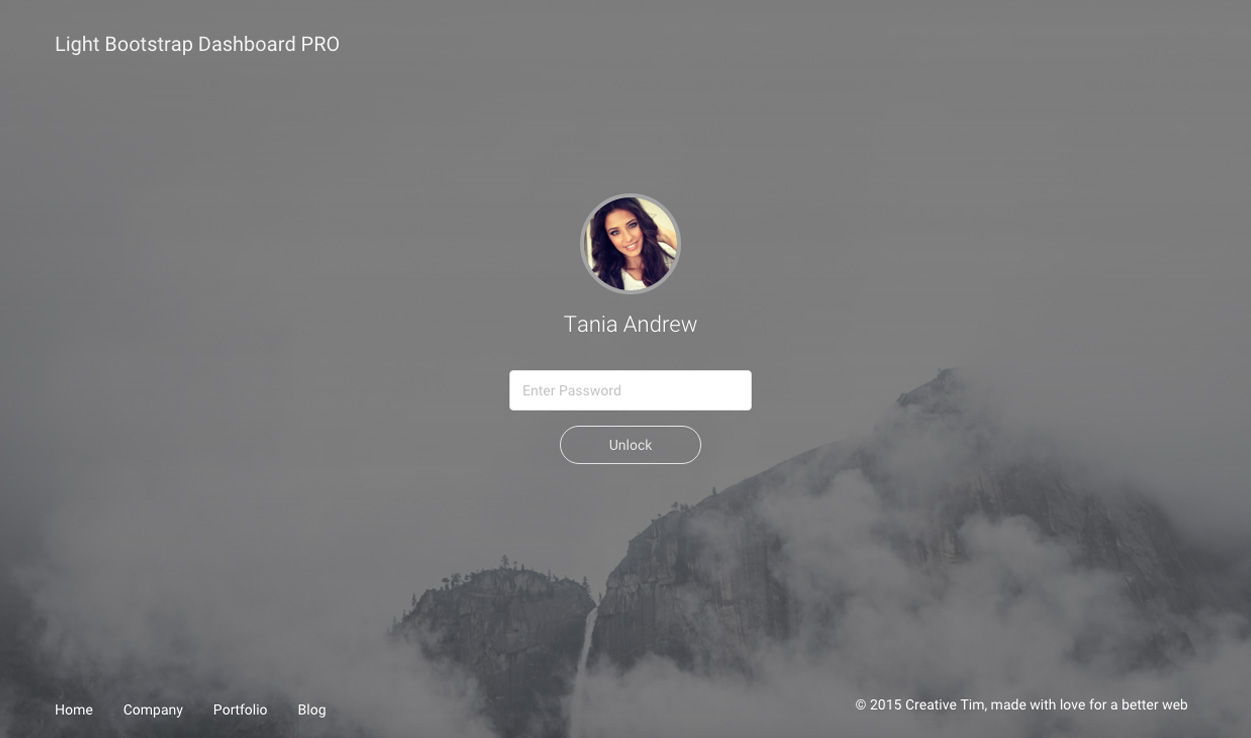 Light Bootstrap Dashboard PRO
Tania Andrew
Enter Password
Unlock
Home Company Portfolio Blog
© 2015 Creative Tim, made with love for a better web